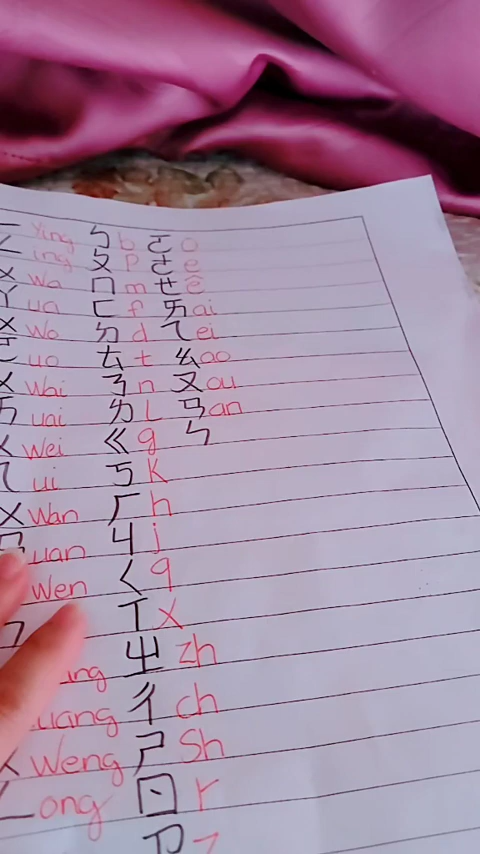 ying ㄅ b ㄛ o
ing ㄆ p ㄜ e
ㄨ wa ㄇ m ㄝ ê
ㄚ ua ㄈ f ㄞ ai
ㄨ wo ㄉ d ㄟ ei
ㄛ uo ㄊ t ㄠ ao
ㄨ wai ㄋ n ㄡ ou
ㄞ uai ㄌ l ㄢ an
ㄨ wei ㄍ g ㄣ
ㄟ ui ㄎ k
ㄨ wan ㄏ h
uan ㄐ j
wen ㄑ q
ㄒ x
ㄓ zh
uang ㄔ ch
ㄨ weng ㄕ sh
ong ㄖ r
ㄗ z